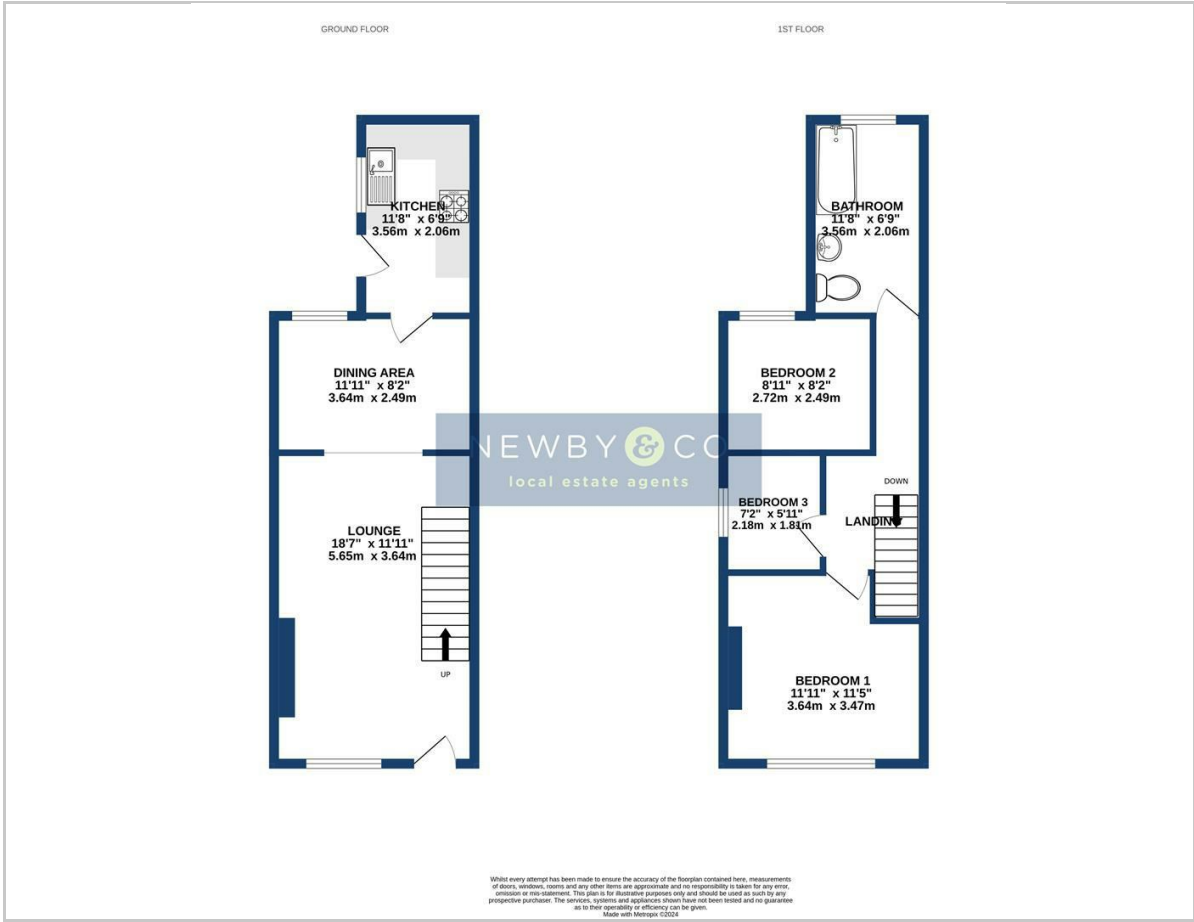 GROUND FLOOR
KITCHEN
11'8" x 6'9"
3.56m x 2.06m
DINING AREA
11'11" x 8'2"
3.64m x 2.49m
LOUNGE
18'7" x 11'11"
5.65m x 3.64m
UP
1ST FLOOR
BATHROOM
11'8" x 6'9"
3.56m x 2.06m
BEDROOM 2
8'11" x 8'2"
2.72m x 2.49m
BEDROOM 3
7'2" x 5'11"
2.18m x 1.81m
DOWN
LANDING
BEDROOM 1
11'11" x 11'5"
3.64m x 3.47m
NEWBY & CO
local estate agents
Whilst every attempt has been made to ensure the accuracy of the floorplan contained here, measurements
of doors, windows, rooms and any other items are approximate and no responsibility is taken for any error,
omission or mis-statement. This plan is for illustrative purposes only and should be used as such by any
prospective purchaser. The services, systems and appliances shown have not been tested and no guarantee
as to their operability or efficiency can be given.
Made with Metropix ©2024